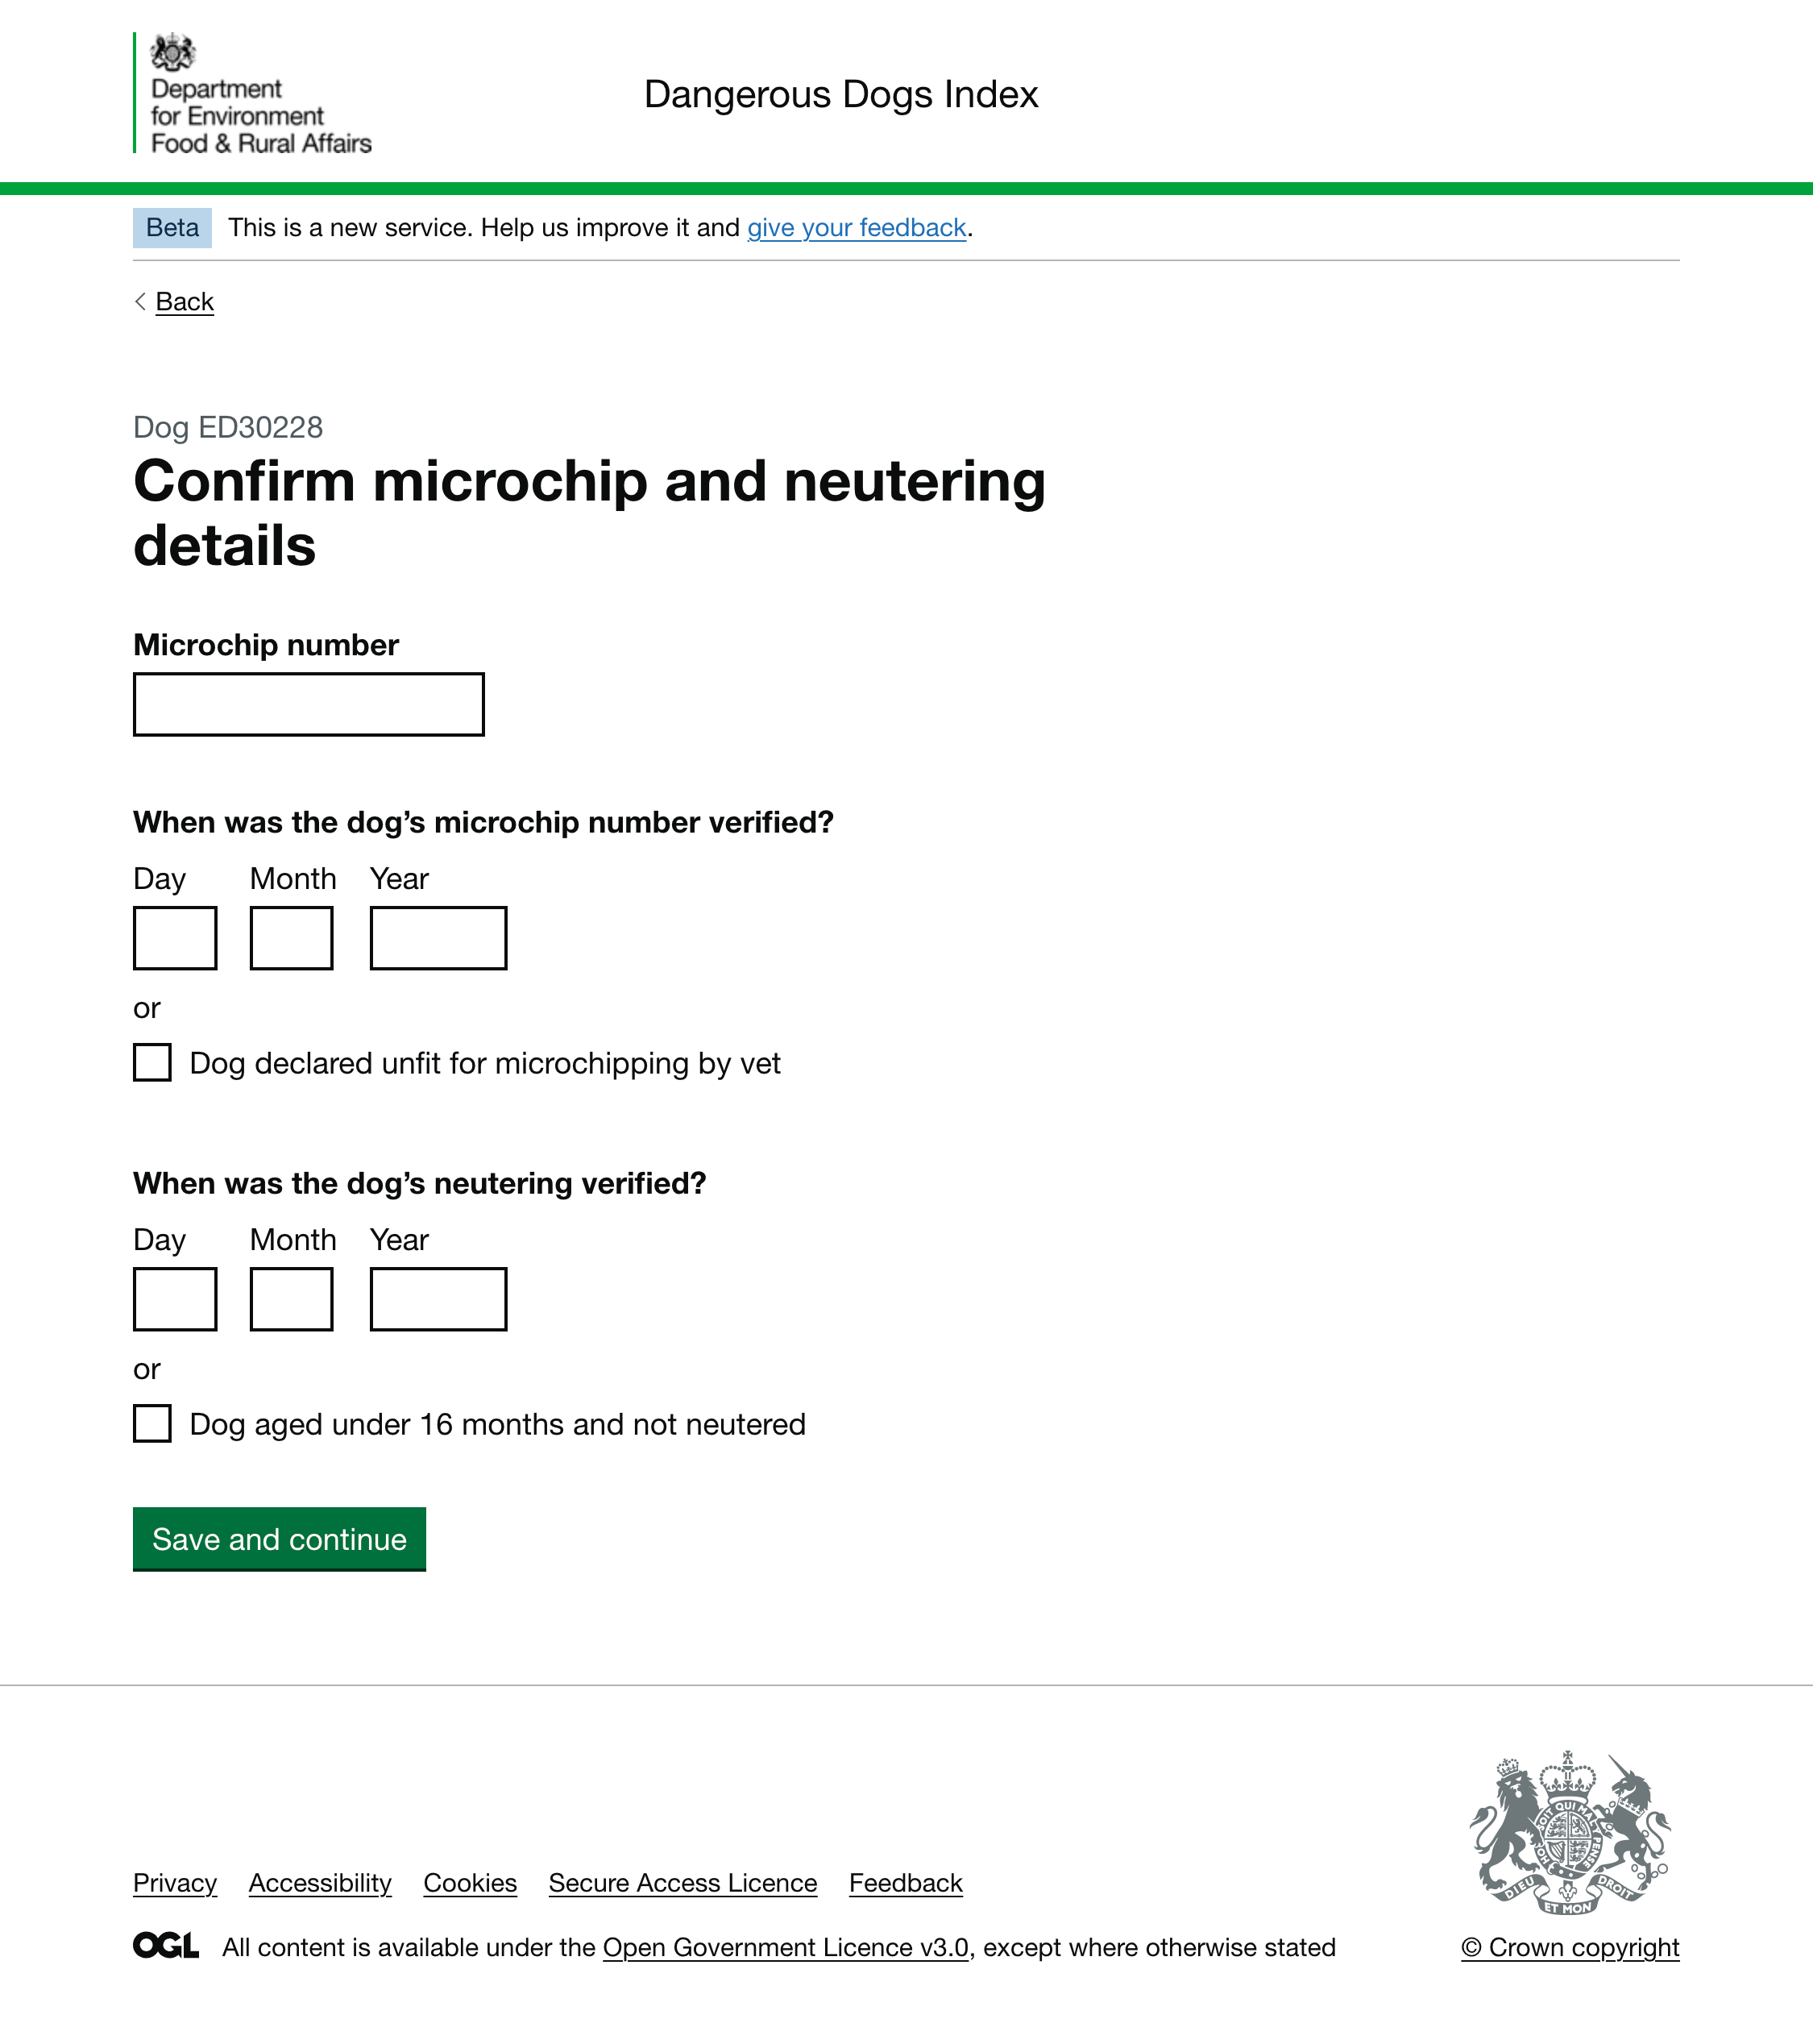 Department
for Environment
Food & Rural Affairs
Dangerous Dogs Index
Beta This is a new service. Help us improve it and give your feedback.
Back
Dog ED30228
Confirm microchip and neutering
details
Microchip number
When was the dog’s microchip number verified?
Day Month Year
or
Dog declared unfit for microchipping by vet
When was the dog’s neutering verified?
Day Month Year
or
Dog aged under 16 months and not neutered
Save and continue
DIEU ET MON DROIT
Privacy Accessibility Cookies Secure Access Licence Feedback
OGL All content is available under the Open Government Licence v3.0, except where otherwise stated
© Crown copyright